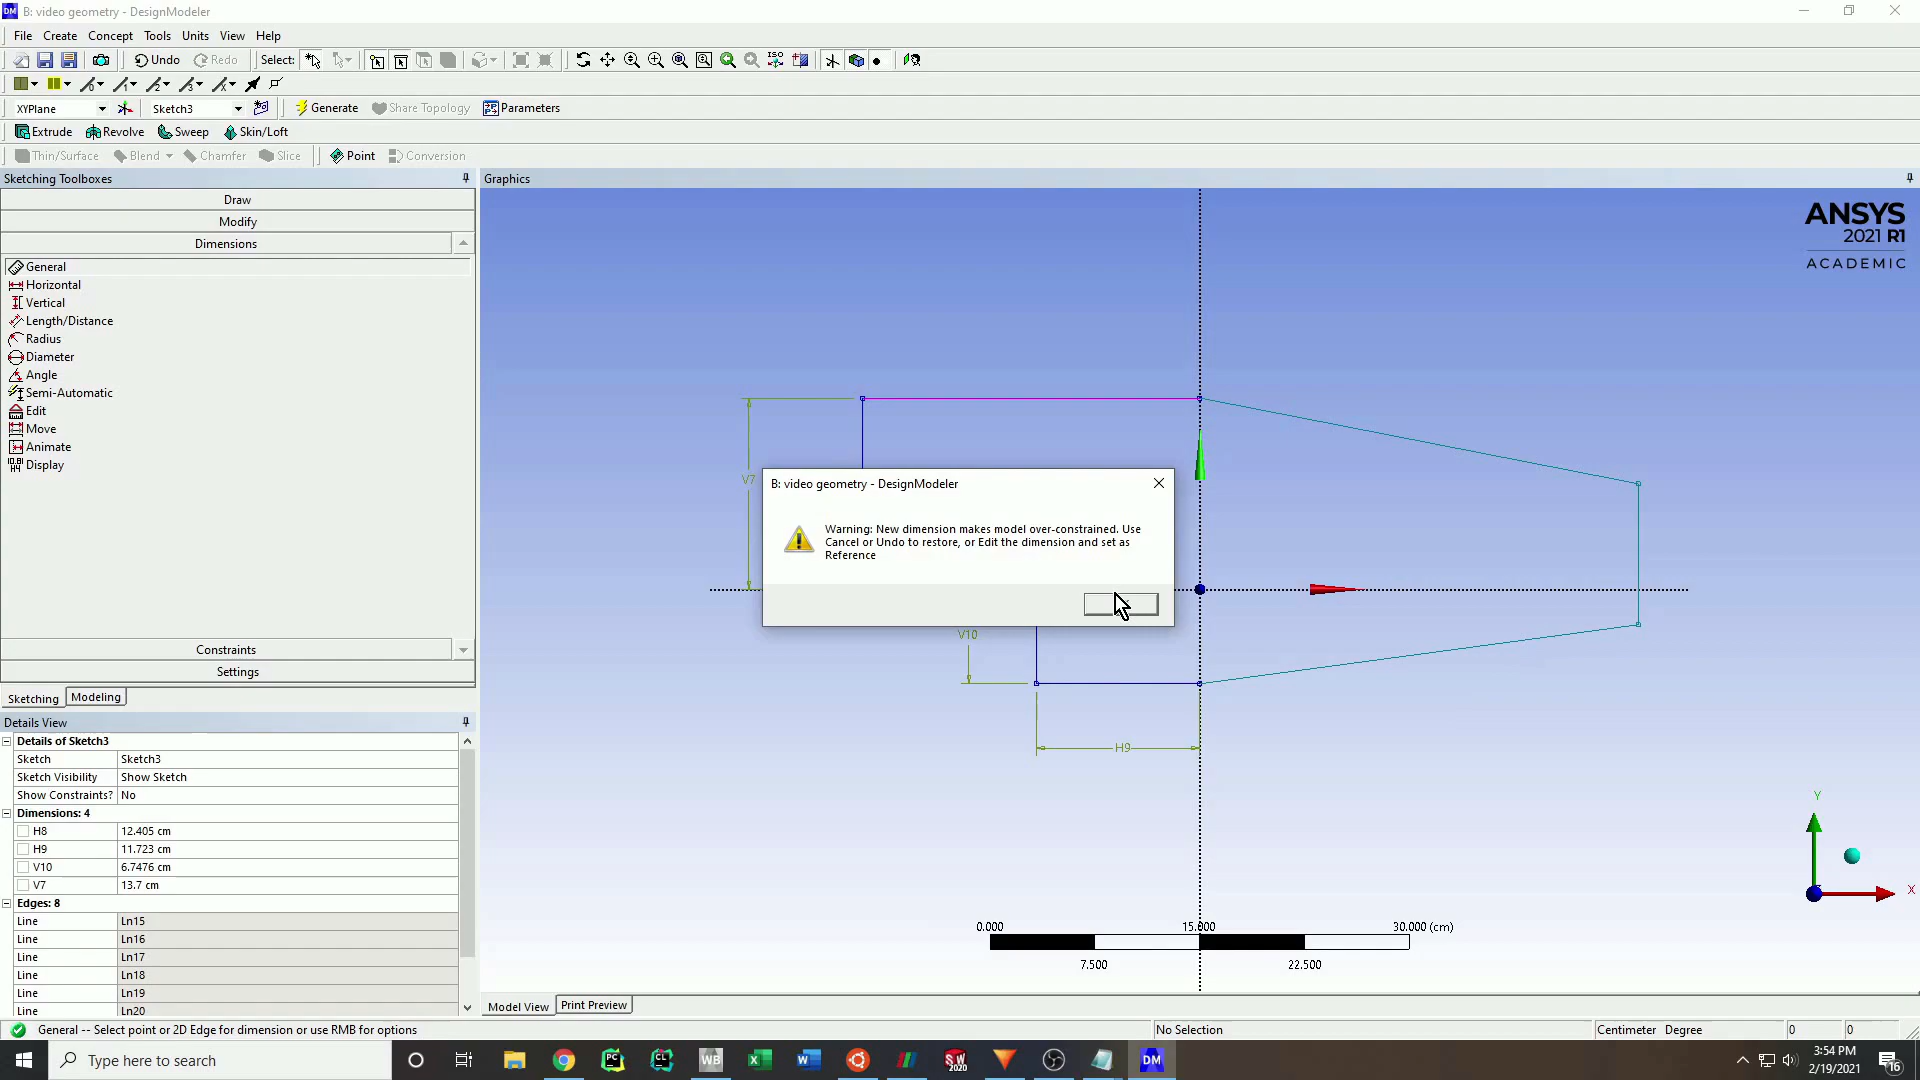 B: video geometry - DesignModeler
File Create Concept Tools Units View Help
Undo Redo Select: ISO
XYPlane Sketch3 Generate Share Topology Parameters
Extrude Revolve Sweep Skin/Loft
Thin/Surface Blend Chamfer Slice Point Conversion
Sketching Toolboxes
Draw
Modify
Dimensions
General
Horizontal
Vertical
Length/Distance
Radius
Diameter
Angle
Semi-Automatic
Edit
Move
Animate
Display
Constraints
Settings
Sketching Modeling
Details View
Details of Sketch3
Sketch Sketch3
Sketch Visibility Show Sketch
Show Constraints? No
Dimensions: 4
H8 12.405 cm
H9 11.723 cm
V10 6.7476 cm
V7 13.7 cm
Edges: 8
Line Ln15
Line Ln16
Line Ln17
Line Ln18
Line Ln19
Line Ln20
Graphics
ANSYS
2021 R1
ACADEMIC
V7
B: video geometry - DesignModeler
Warning: New dimension makes model over-constrained. Use
Cancel or Undo to restore, or Edit the dimension and set as
Reference
V10
H9
Y
X
0.000 15.000 30.000 (cm)
7.500 22.500
Model View Print Preview
General -- Select point or 2D Edge for dimension or use RMB for options No Selection Centimeter Degree 0 0
Type here to search
3:54 PM
2/19/2021
16